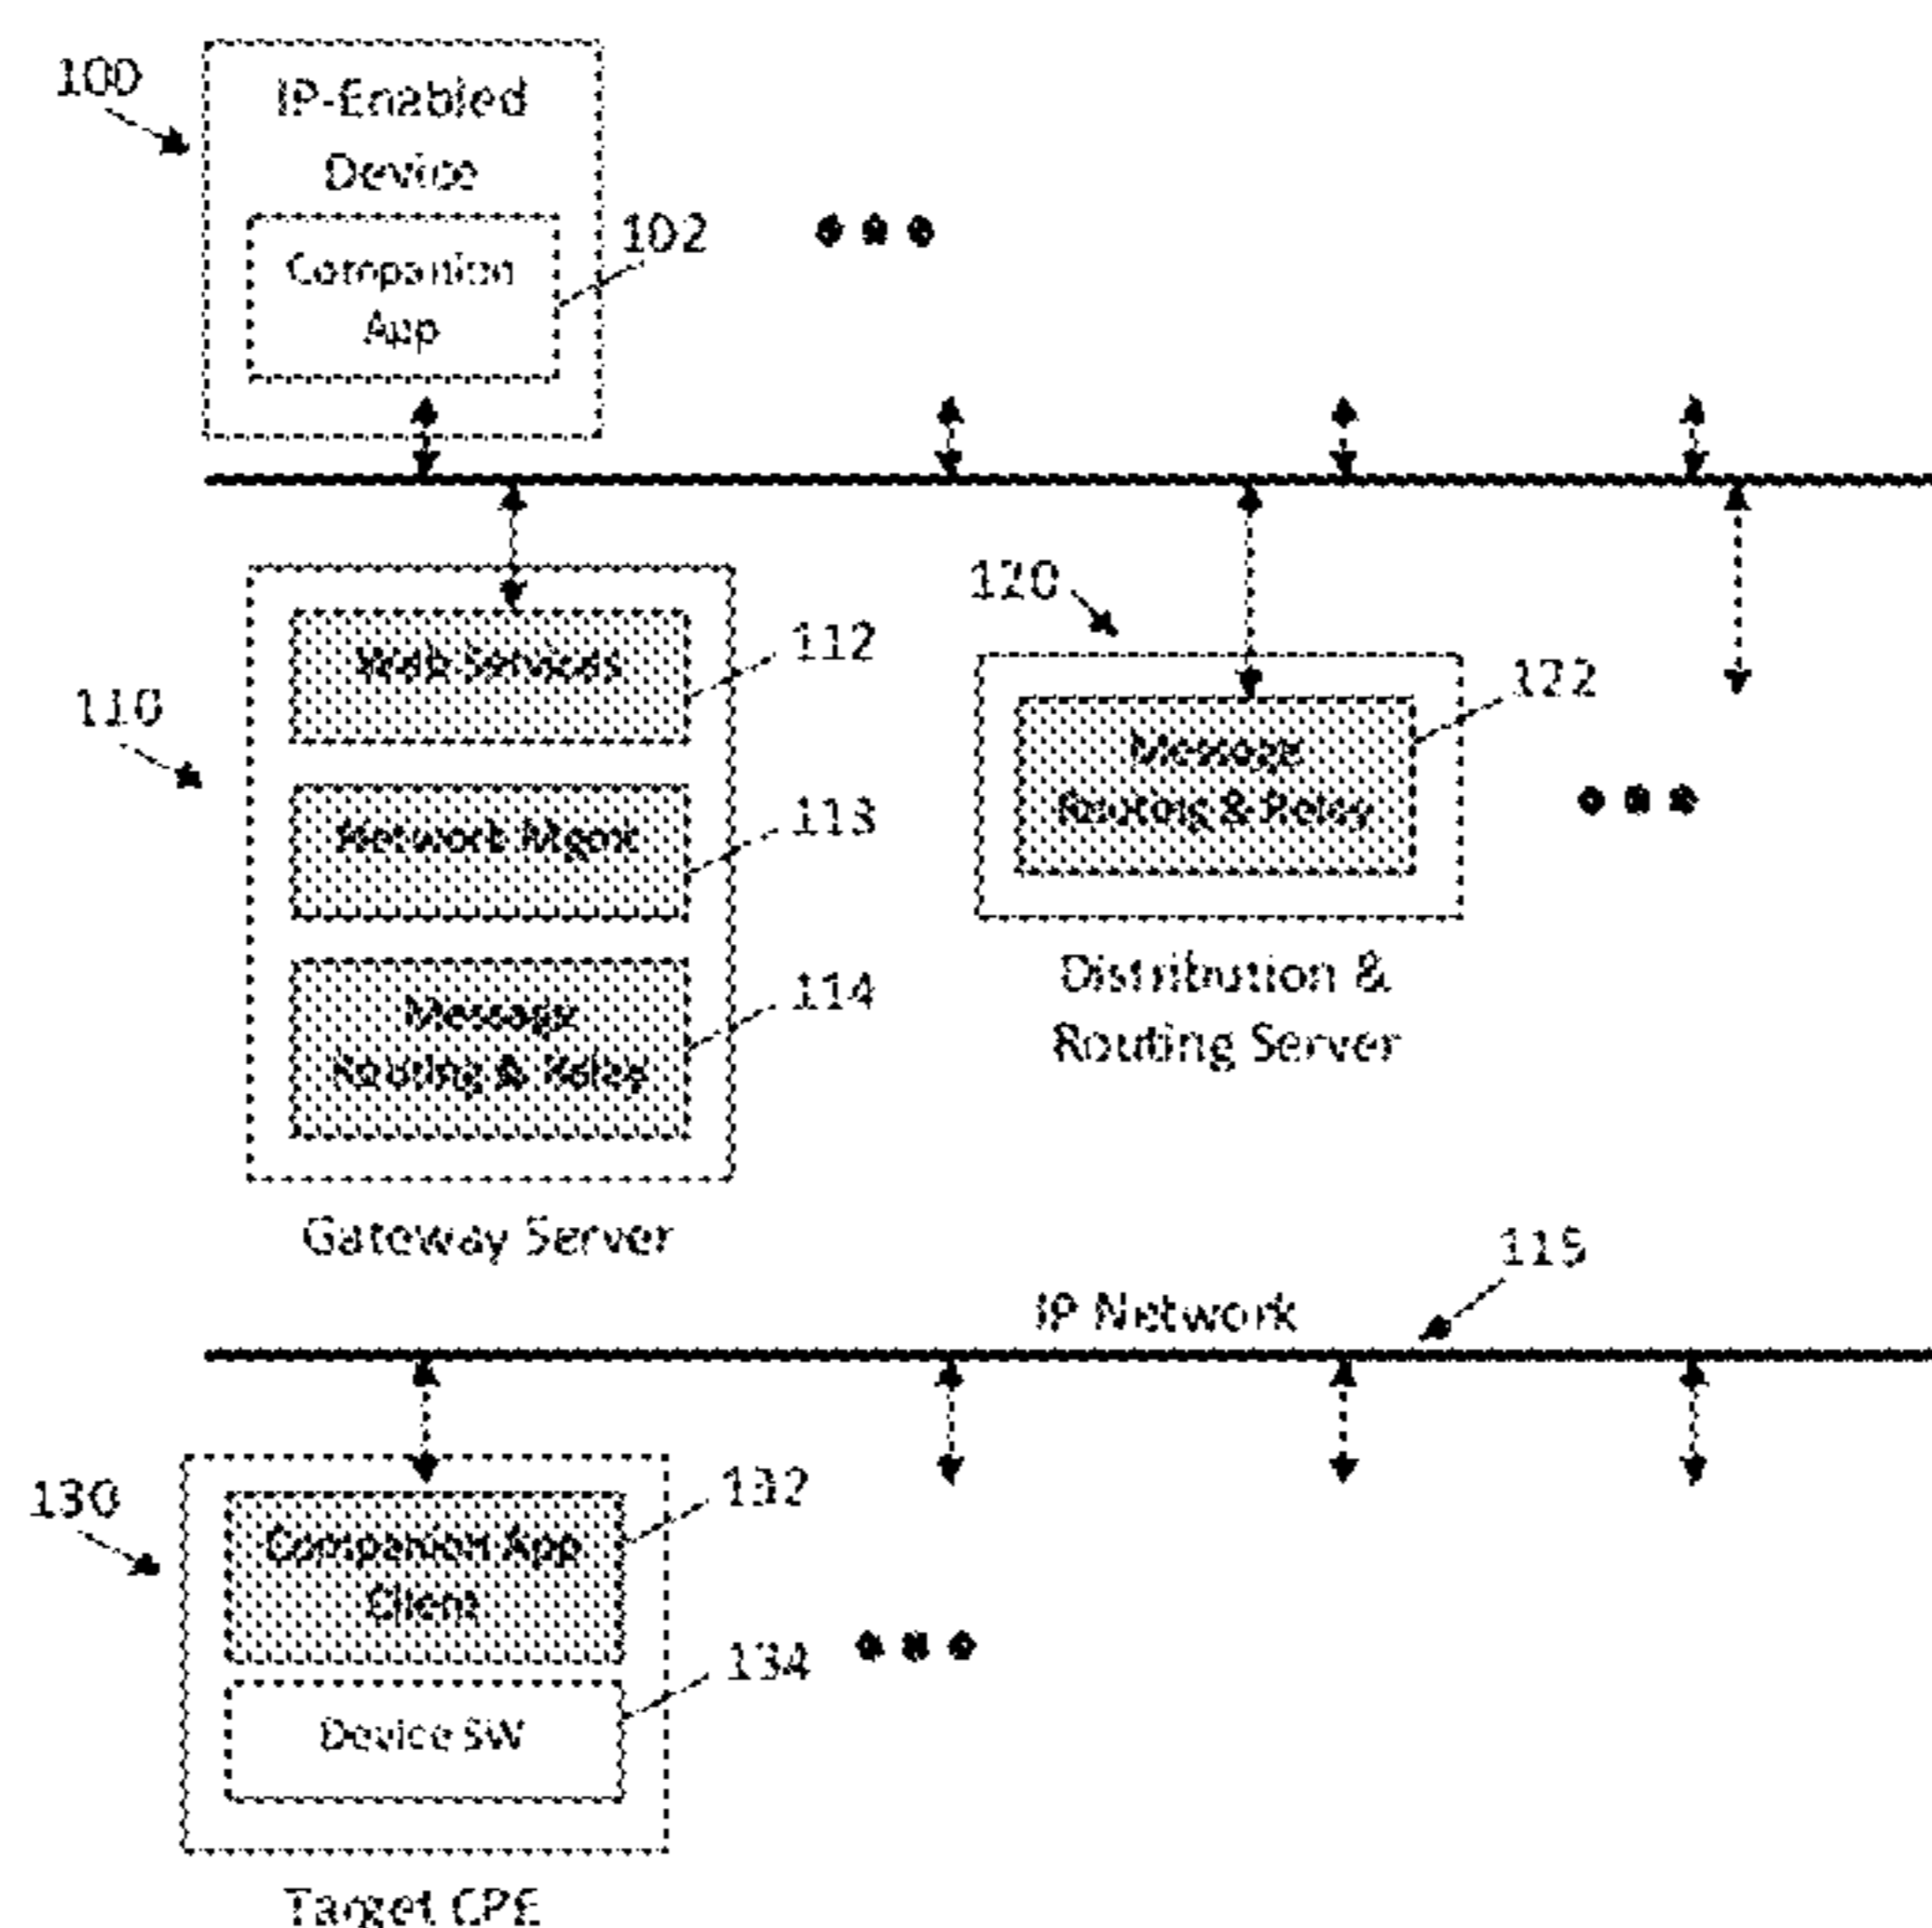 100
IP-Enabled
Device
Companion
App
102
Web Services
112
110
Network Mgmt
113
Message
Routing & Relay
114
Gateway Server
120
Message
Routing & Relay
122
Distribution &
Routing Server
IP Network
115
130
Companion App
Client
132
Device SW
134
Target CPE